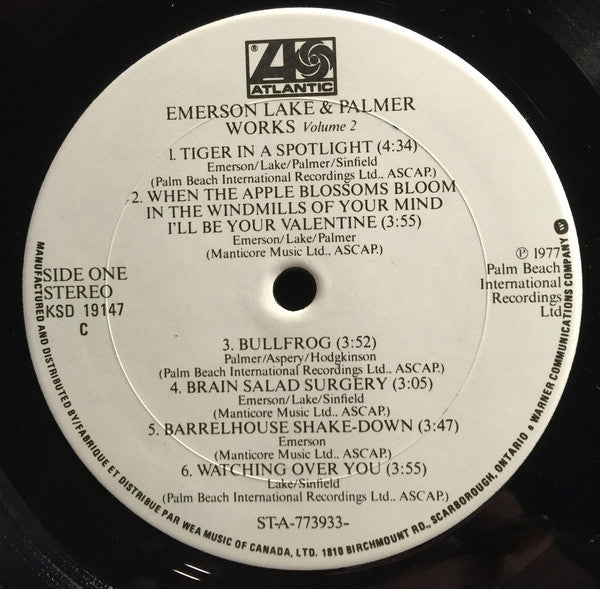 ®
ATLANTIC
EMERSON LAKE & PALMER
WORKS Volume 2
1. TIGER IN A SPOTLIGHT (4:34)
Emerson/Lake/Palmer/Sinfield
(Palm Beach International Recordings Ltd., ASCAP.)
2. WHEN THE APPLE BLOSSOMS BLOOM
IN THE WINDMILLS OF YOUR MIND
I'LL BE YOUR VALENTINE (3:55)
Emerson/Lake/Palmer
(Manticore Music Ltd., ASCAP.)
SIDE ONE
STEREO
KSD 19147
C
℗ 1977
Palm Beach
International
Recordings
Ltd.
3. BULLFROG (3:52)
Palmer/Aspery/Hodgkinson
(Palm Beach International Recordings Ltd., ASCAP.)
4. BRAIN SALAD SURGERY (3:05)
Emerson/Lake/Sinfield
(Manticore Music Ltd., ASCAP.)
5. BARRELHOUSE SHAKE-DOWN (3:47)
Emerson
(Manticore Music Ltd., ASCAP.)
6. WATCHING OVER YOU (3:55)
Lake/Sinfield
(Palm Beach International Recordings Ltd., ASCAP.)
ST-A-773933-
MANUFACTURED AND DISTRIBUTED BY/FABRIQUE ET DISTRIBUE PAR WEA MUSIC OF CANADA, LTD. 1810 BIRCHMOUNT RD., SCARBOROUGH, ONTARIO a WARNER COMMUNICATIONS COMPANY